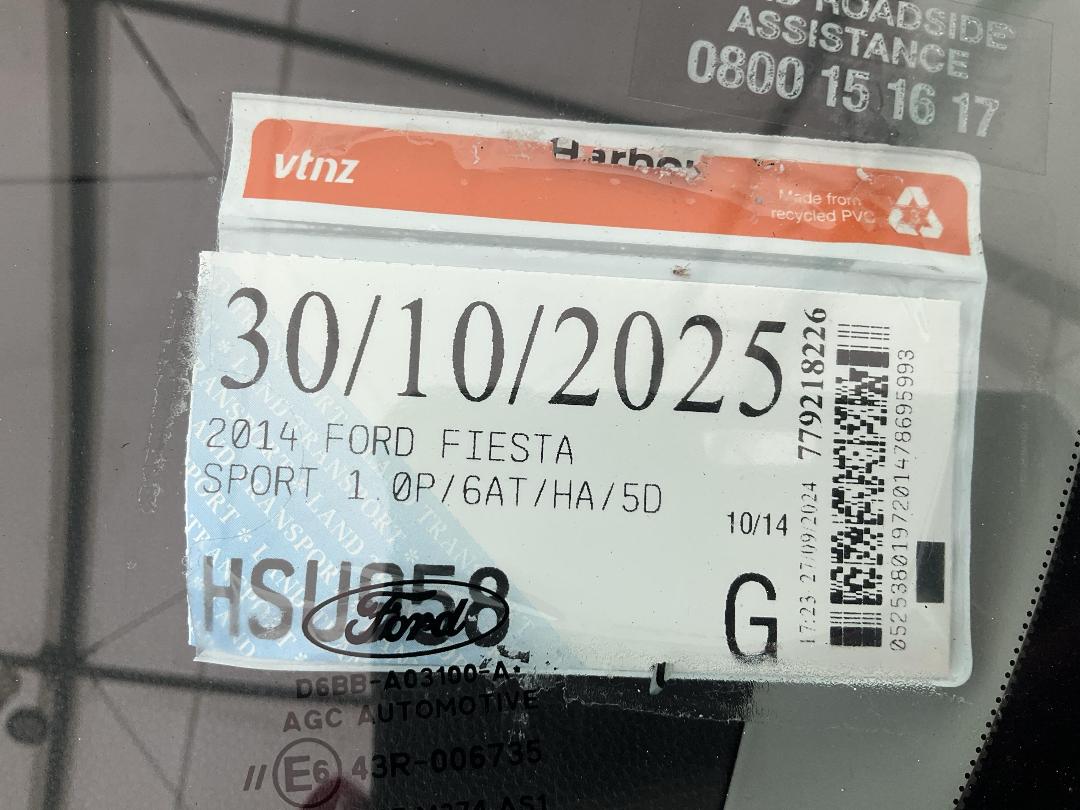 ROADSIDE
ASSISTANCE
0800 15 16 17
vtnz
Made from
recycled PVC
30/10/2025
2014 FORD FIESTA
SPORT 1.0P/6AT/HA/5D
10/14
G
779218226
17:23 27/09/2024
05253801972014786955993
Ford
D6BB-A03100-A
AGC AUTOMOTIVE
// E6 43R-006735